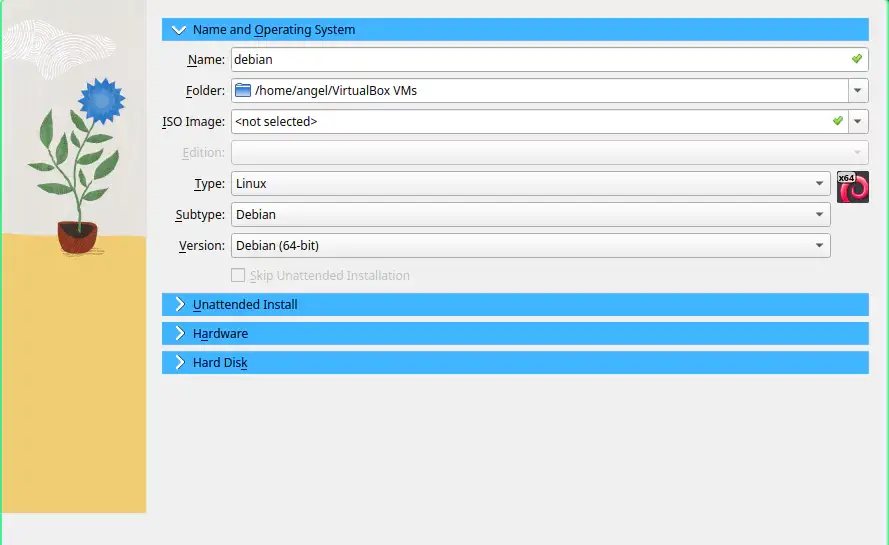 Name and Operating System
Name: debian
Folder: /home/angel/VirtualBox VMs
ISO Image: <not selected>
Edition:
Type: Linux
x64
Subtype: Debian
Version: Debian (64-bit)
Skip Unattended Installation
Unattended Install
Hardware
Hard Disk